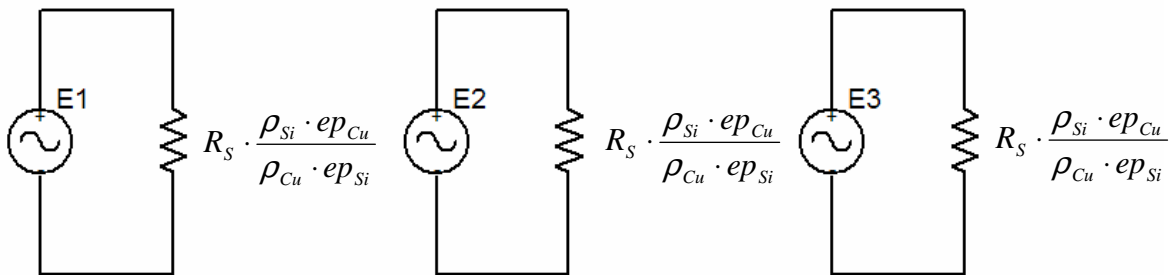 E1
R_S · (ρ_Si · ep_Cu) / (ρ_Cu · ep_Si)
E2
R_S · (ρ_Si · ep_Cu) / (ρ_Cu · ep_Si)
E3
R_S · (ρ_Si · ep_Cu) / (ρ_Cu · ep_Si)